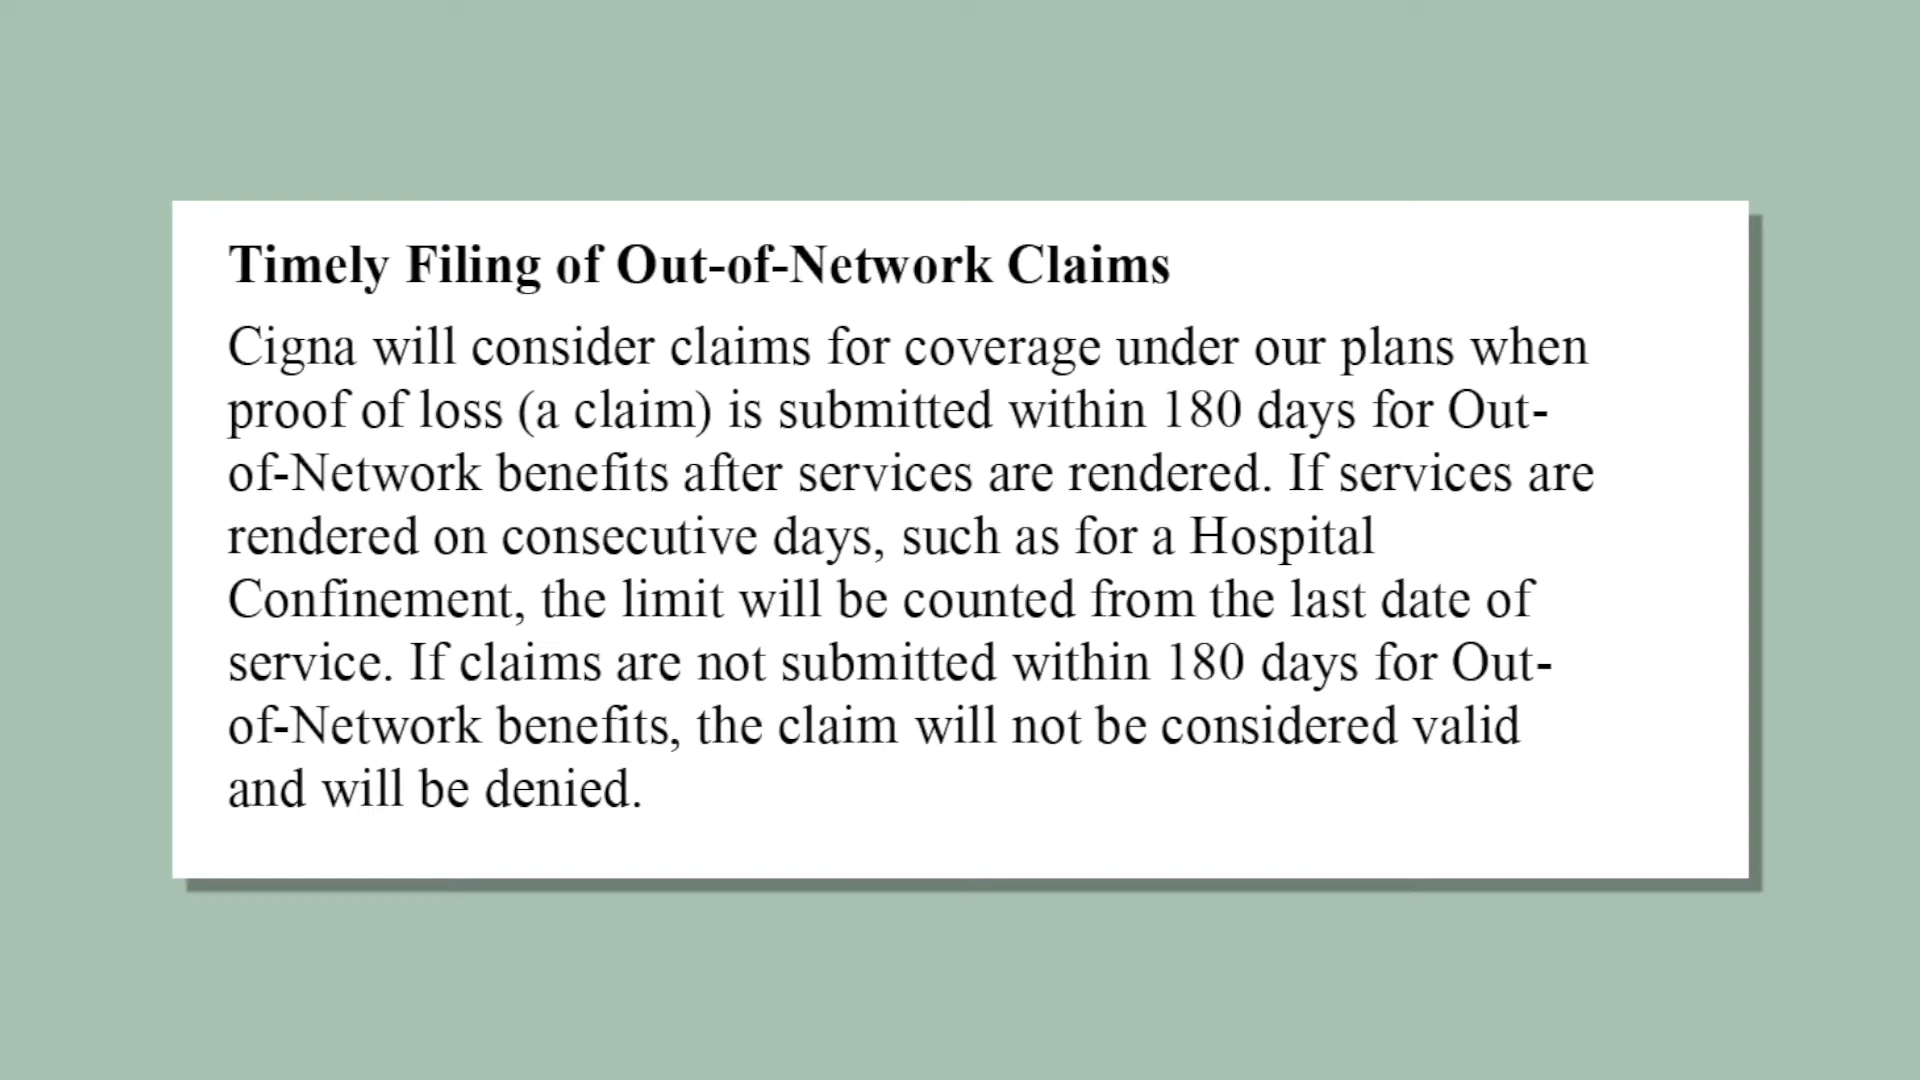 Timely Filing of Out-of-Network Claims
Cigna will consider claims for coverage under our plans when
proof of loss (a claim) is submitted within 180 days for Out-
of-Network benefits after services are rendered. If services are
rendered on consecutive days, such as for a Hospital
Confinement, the limit will be counted from the last date of
service. If claims are not submitted within 180 days for Out-
of-Network benefits, the claim will not be considered valid
and will be denied.